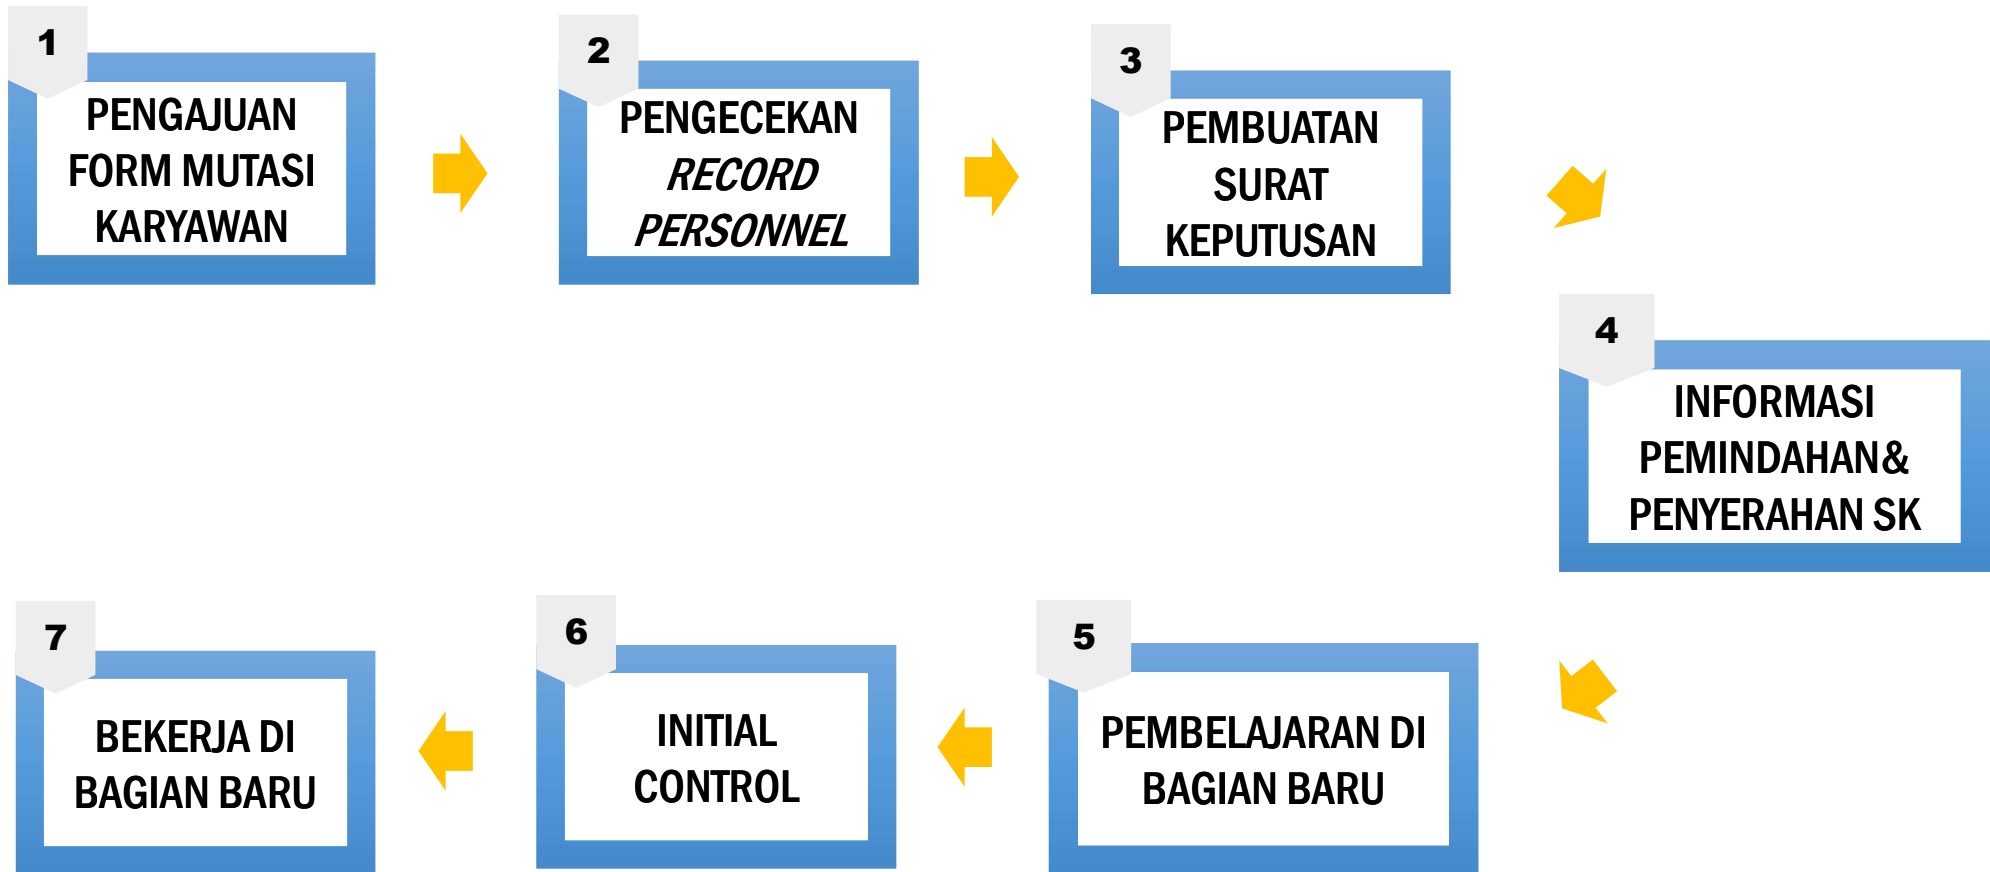 1
PENGAJUAN
FORM MUTASI
KARYAWAN
2
PENGECEKAN
RECORD
PERSONNEL
3
PEMBUATAN
SURAT
KEPUTUSAN
4
INFORMASI
PEMINDAHAN&
PENYERAHAN SK
5
PEMBELAJARAN DI
BAGIAN BARU
6
INITIAL
CONTROL
7
BEKERJA DI
BAGIAN BARU